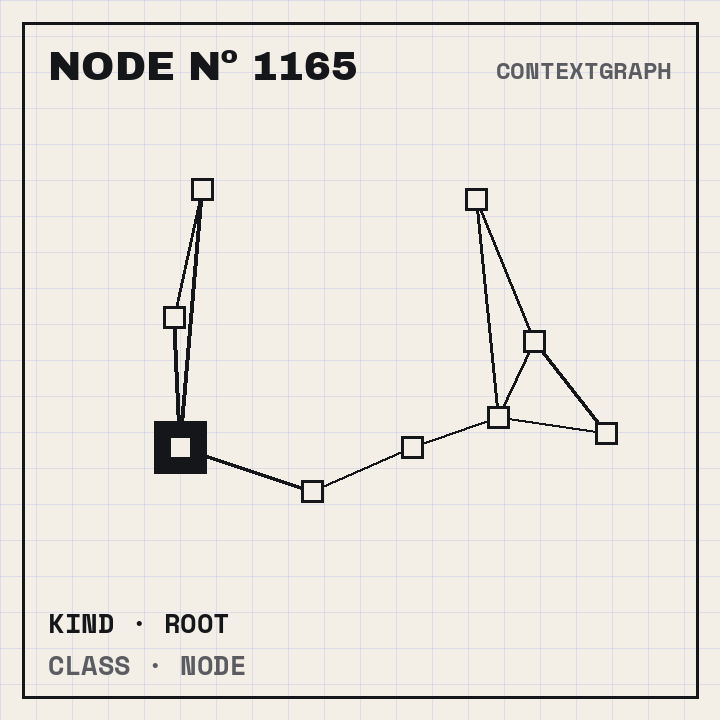 NODE Nº 1165
CONTEXTGRAPH
KIND · ROOT
CLASS · NODE